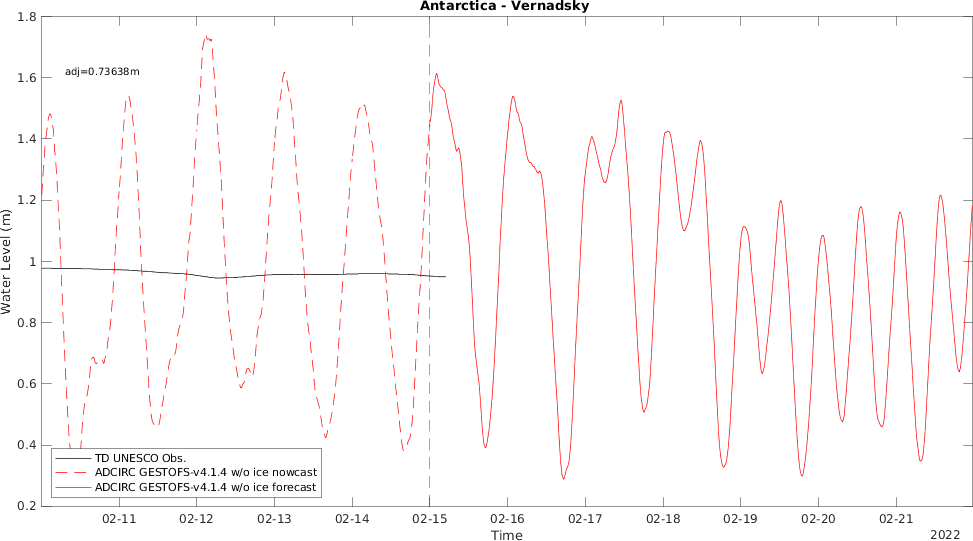 Antarctica - Vernadsky
1.8
1.6
1.4
1.2
1
0.8
0.6
0.4
0.2
Water Level (m)
adj=0.73638m
TD UNESCO Obs.
ADCIRC GESTOFS-v4.1.4 w/o ice nowcast
ADCIRC GESTOFS-v4.1.4 w/o ice forecast
02-11 02-12 02-13 02-14 02-15 02-16 02-17 02-18 02-19 02-20 02-21
Time
2022